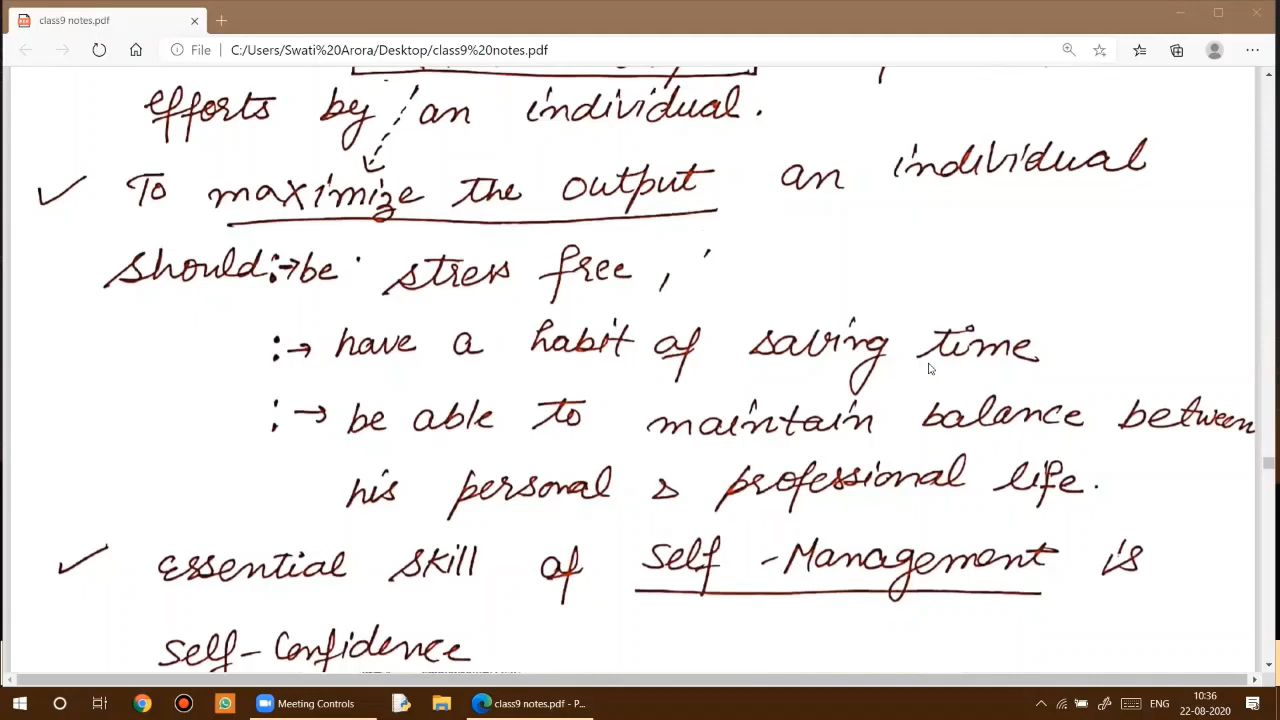 class9 notes.pdf
File C:/Users/Swati%20Arora/Desktop/class9%20notes.pdf
efforts by an individual.
✓ To maximize the output an individual
should :→ be stress free,
:→ have a habit of saving time
:→ be able to maintain balance between
his personal & professional life.
✓ Essential skill of Self-Management is
self-confidence
Meeting Controls
class9 notes.pdf - P...
ENG
10:36
22-08-2020